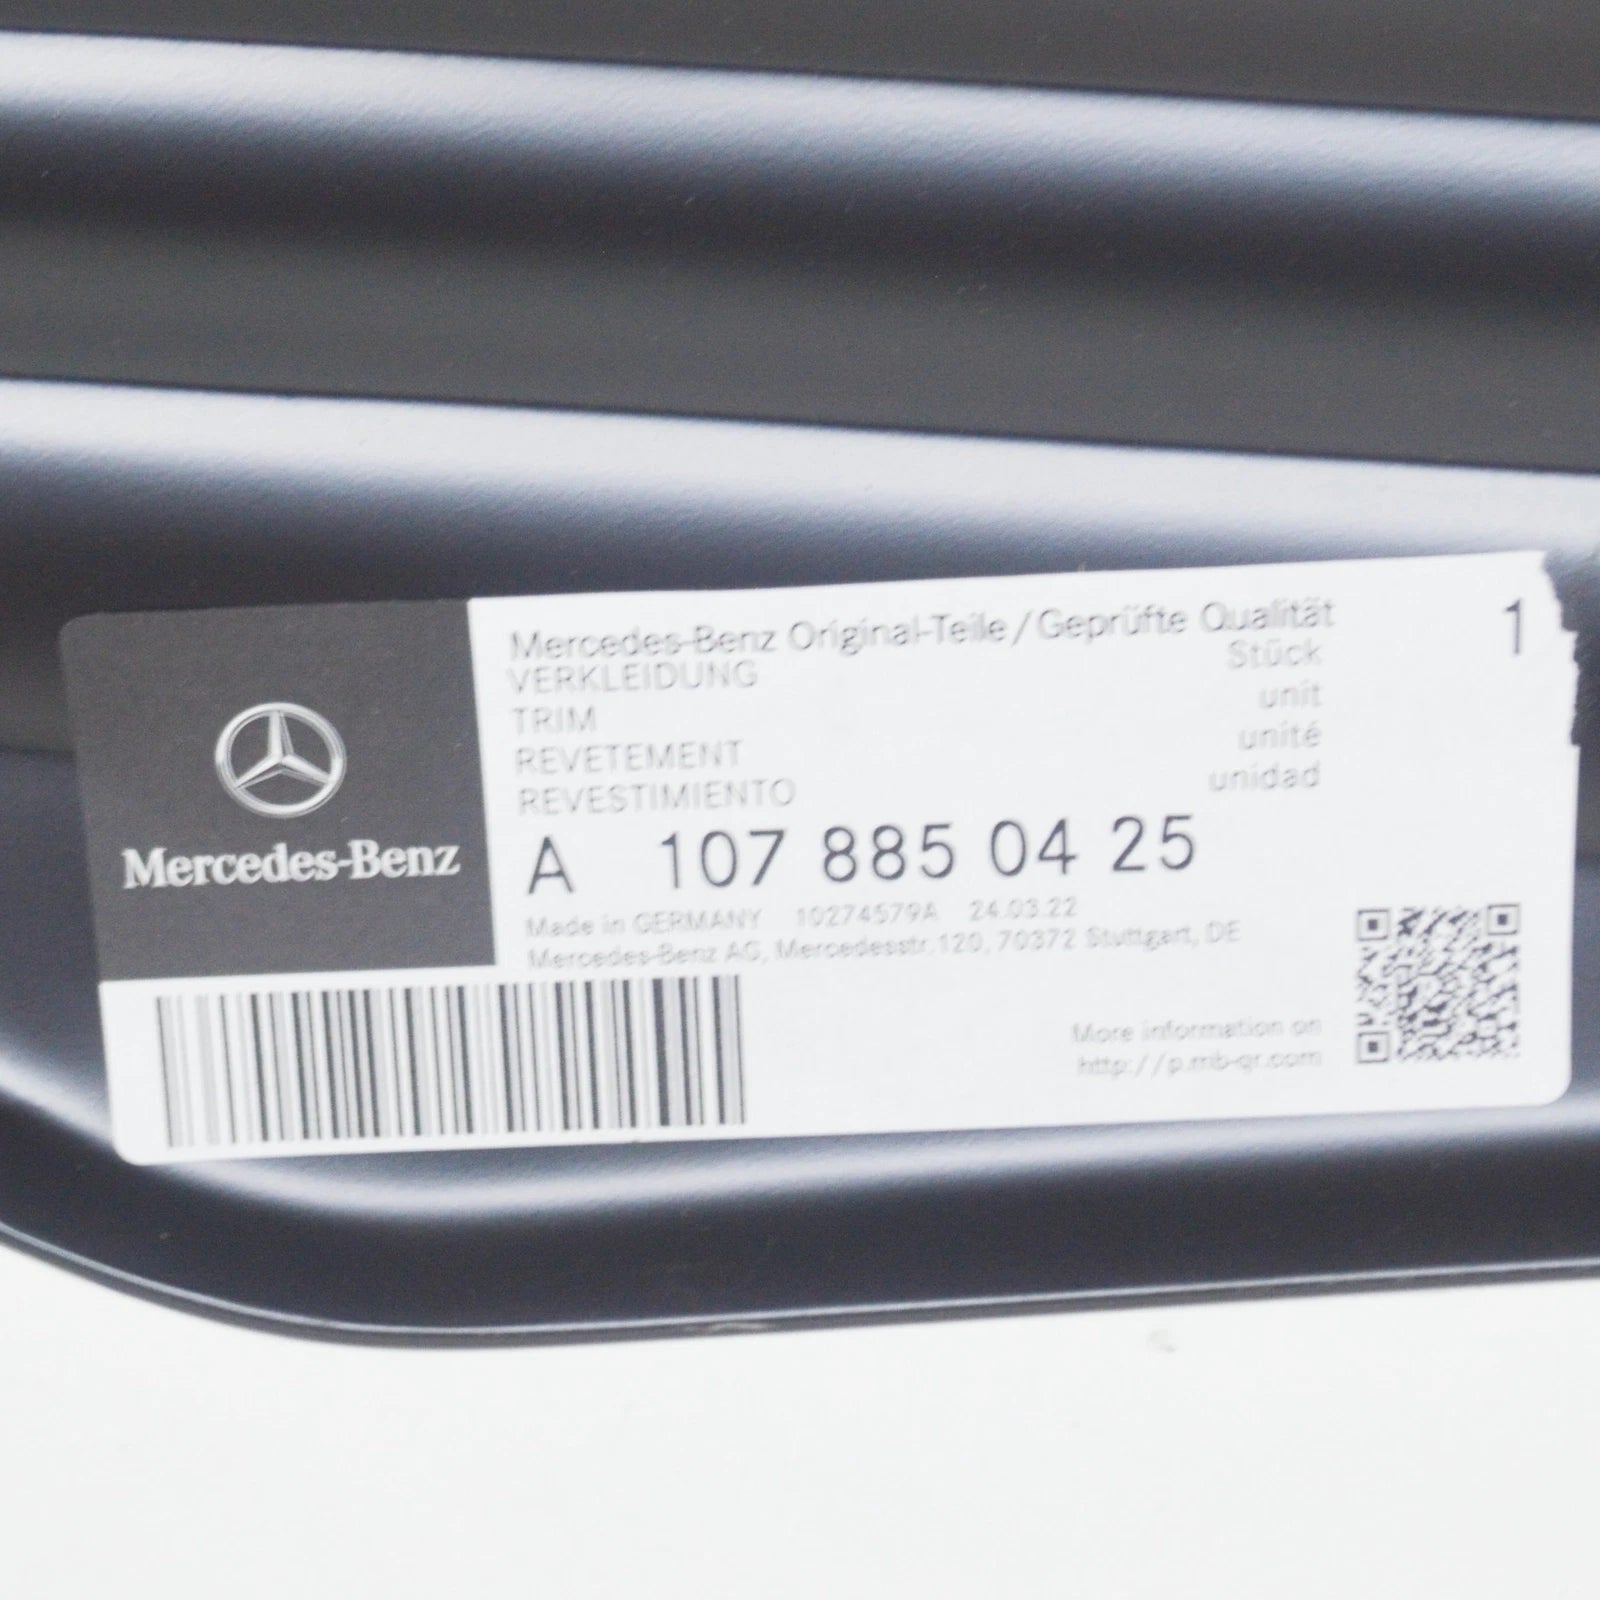 Mercedes-Benz Original-Teile/Geprüfte Qualität 1
VERKLEIDUNG Stück
TRIM unit
REVETEMENT unité
REVESTIMIENTO unidad
Mercedes-Benz
A 107 885 04 25
Made in GERMANY 10274579A 24.03.22
Mercedes-Benz AG, Mercedesstr.120, 70372 Stuttgart, DE
More information on
http://p.mb-qr.com